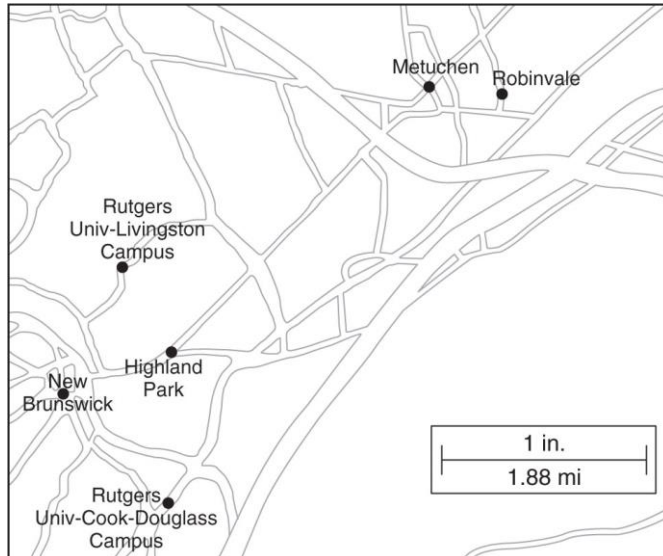 Metuchen
Robinvale
Rutgers
Univ-Livingston
Campus
Highland
Park
New
Brunswick
1 in.
1.88 mi
Rutgers
Univ-Cook-Douglass
Campus